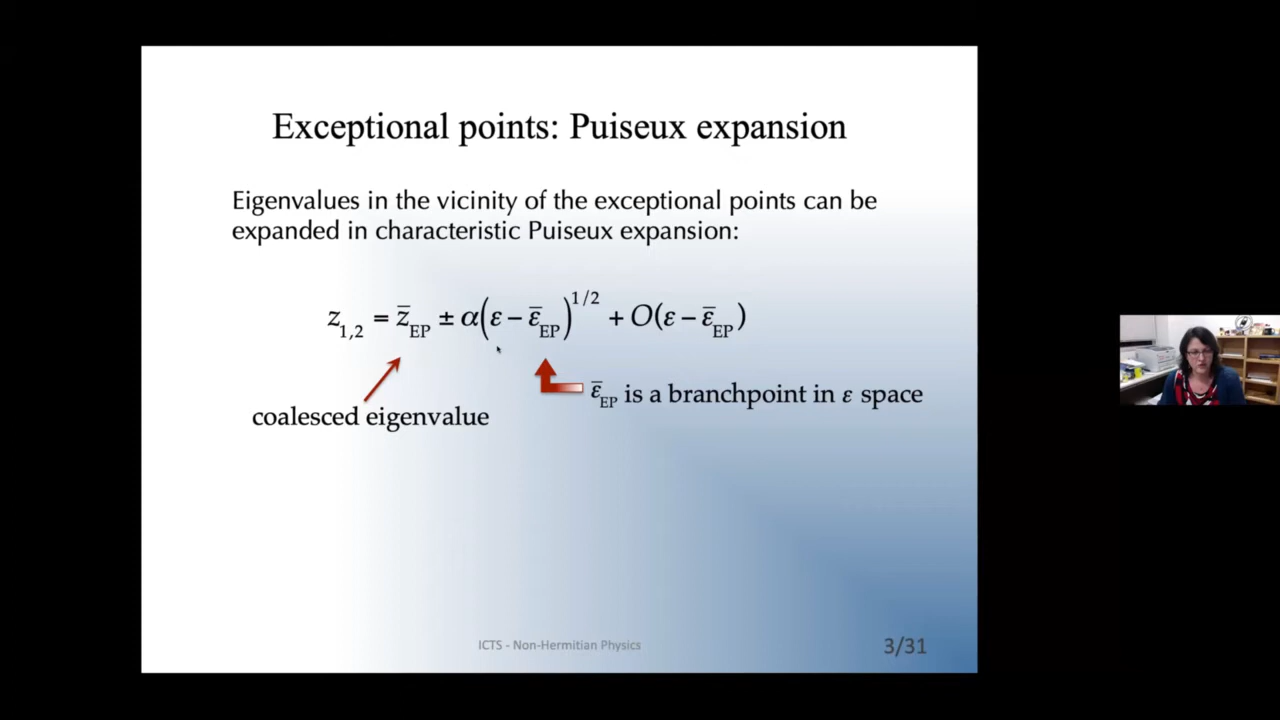 Exceptional points: Puiseux expansion
Eigenvalues in the vicinity of the exceptional points can be
expanded in characteristic Puiseux expansion:
z₁,₂ = z̄_EP ± α(ε − ε̄_EP)^1/2 + O(ε − ε̄_EP)
ε̄_EP is a branchpoint in ε space
coalesced eigenvalue
ICTS - Non-Hermitian Physics
3/31